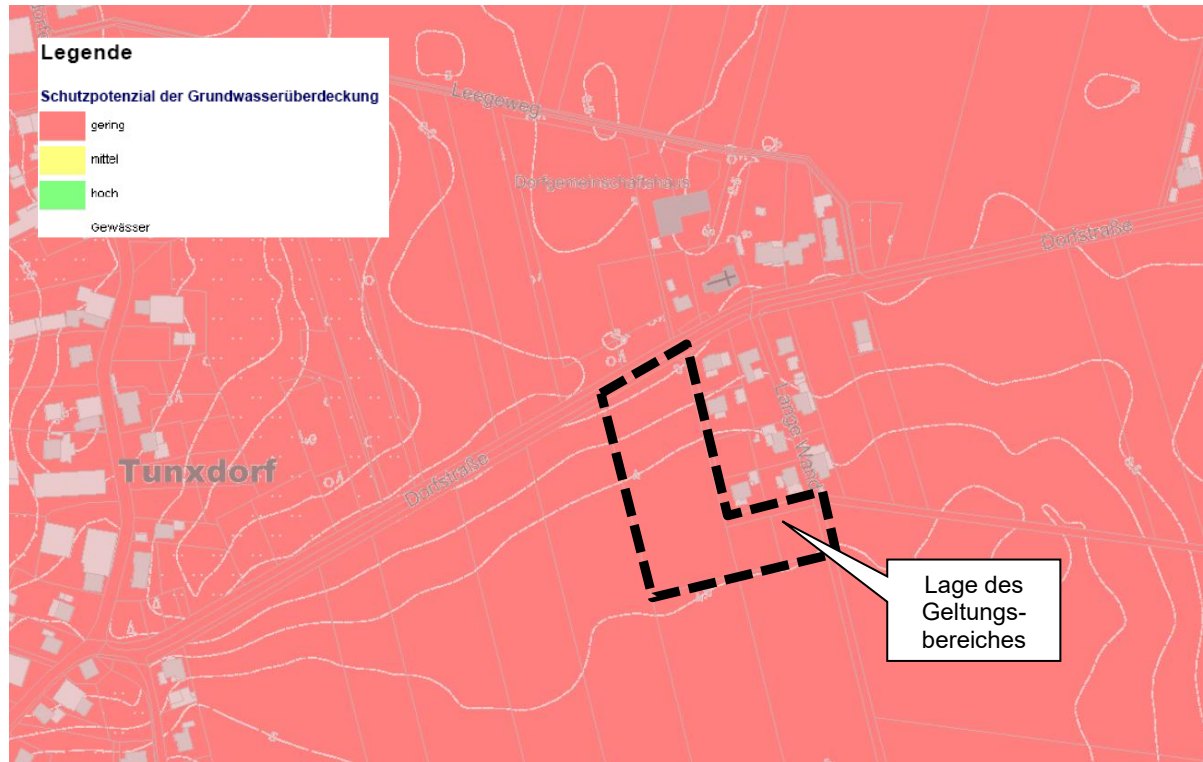 Legende
Schutzpotenzial der Grundwasserüberdeckung
gering
mittel
hoch
Gewässer
Leegeweg
Dorfgemeinschaftshaus
Dorfstraße
Lange Wand
Tunxdorf
Dorfstraße
Lage des
Geltungs-
bereiches